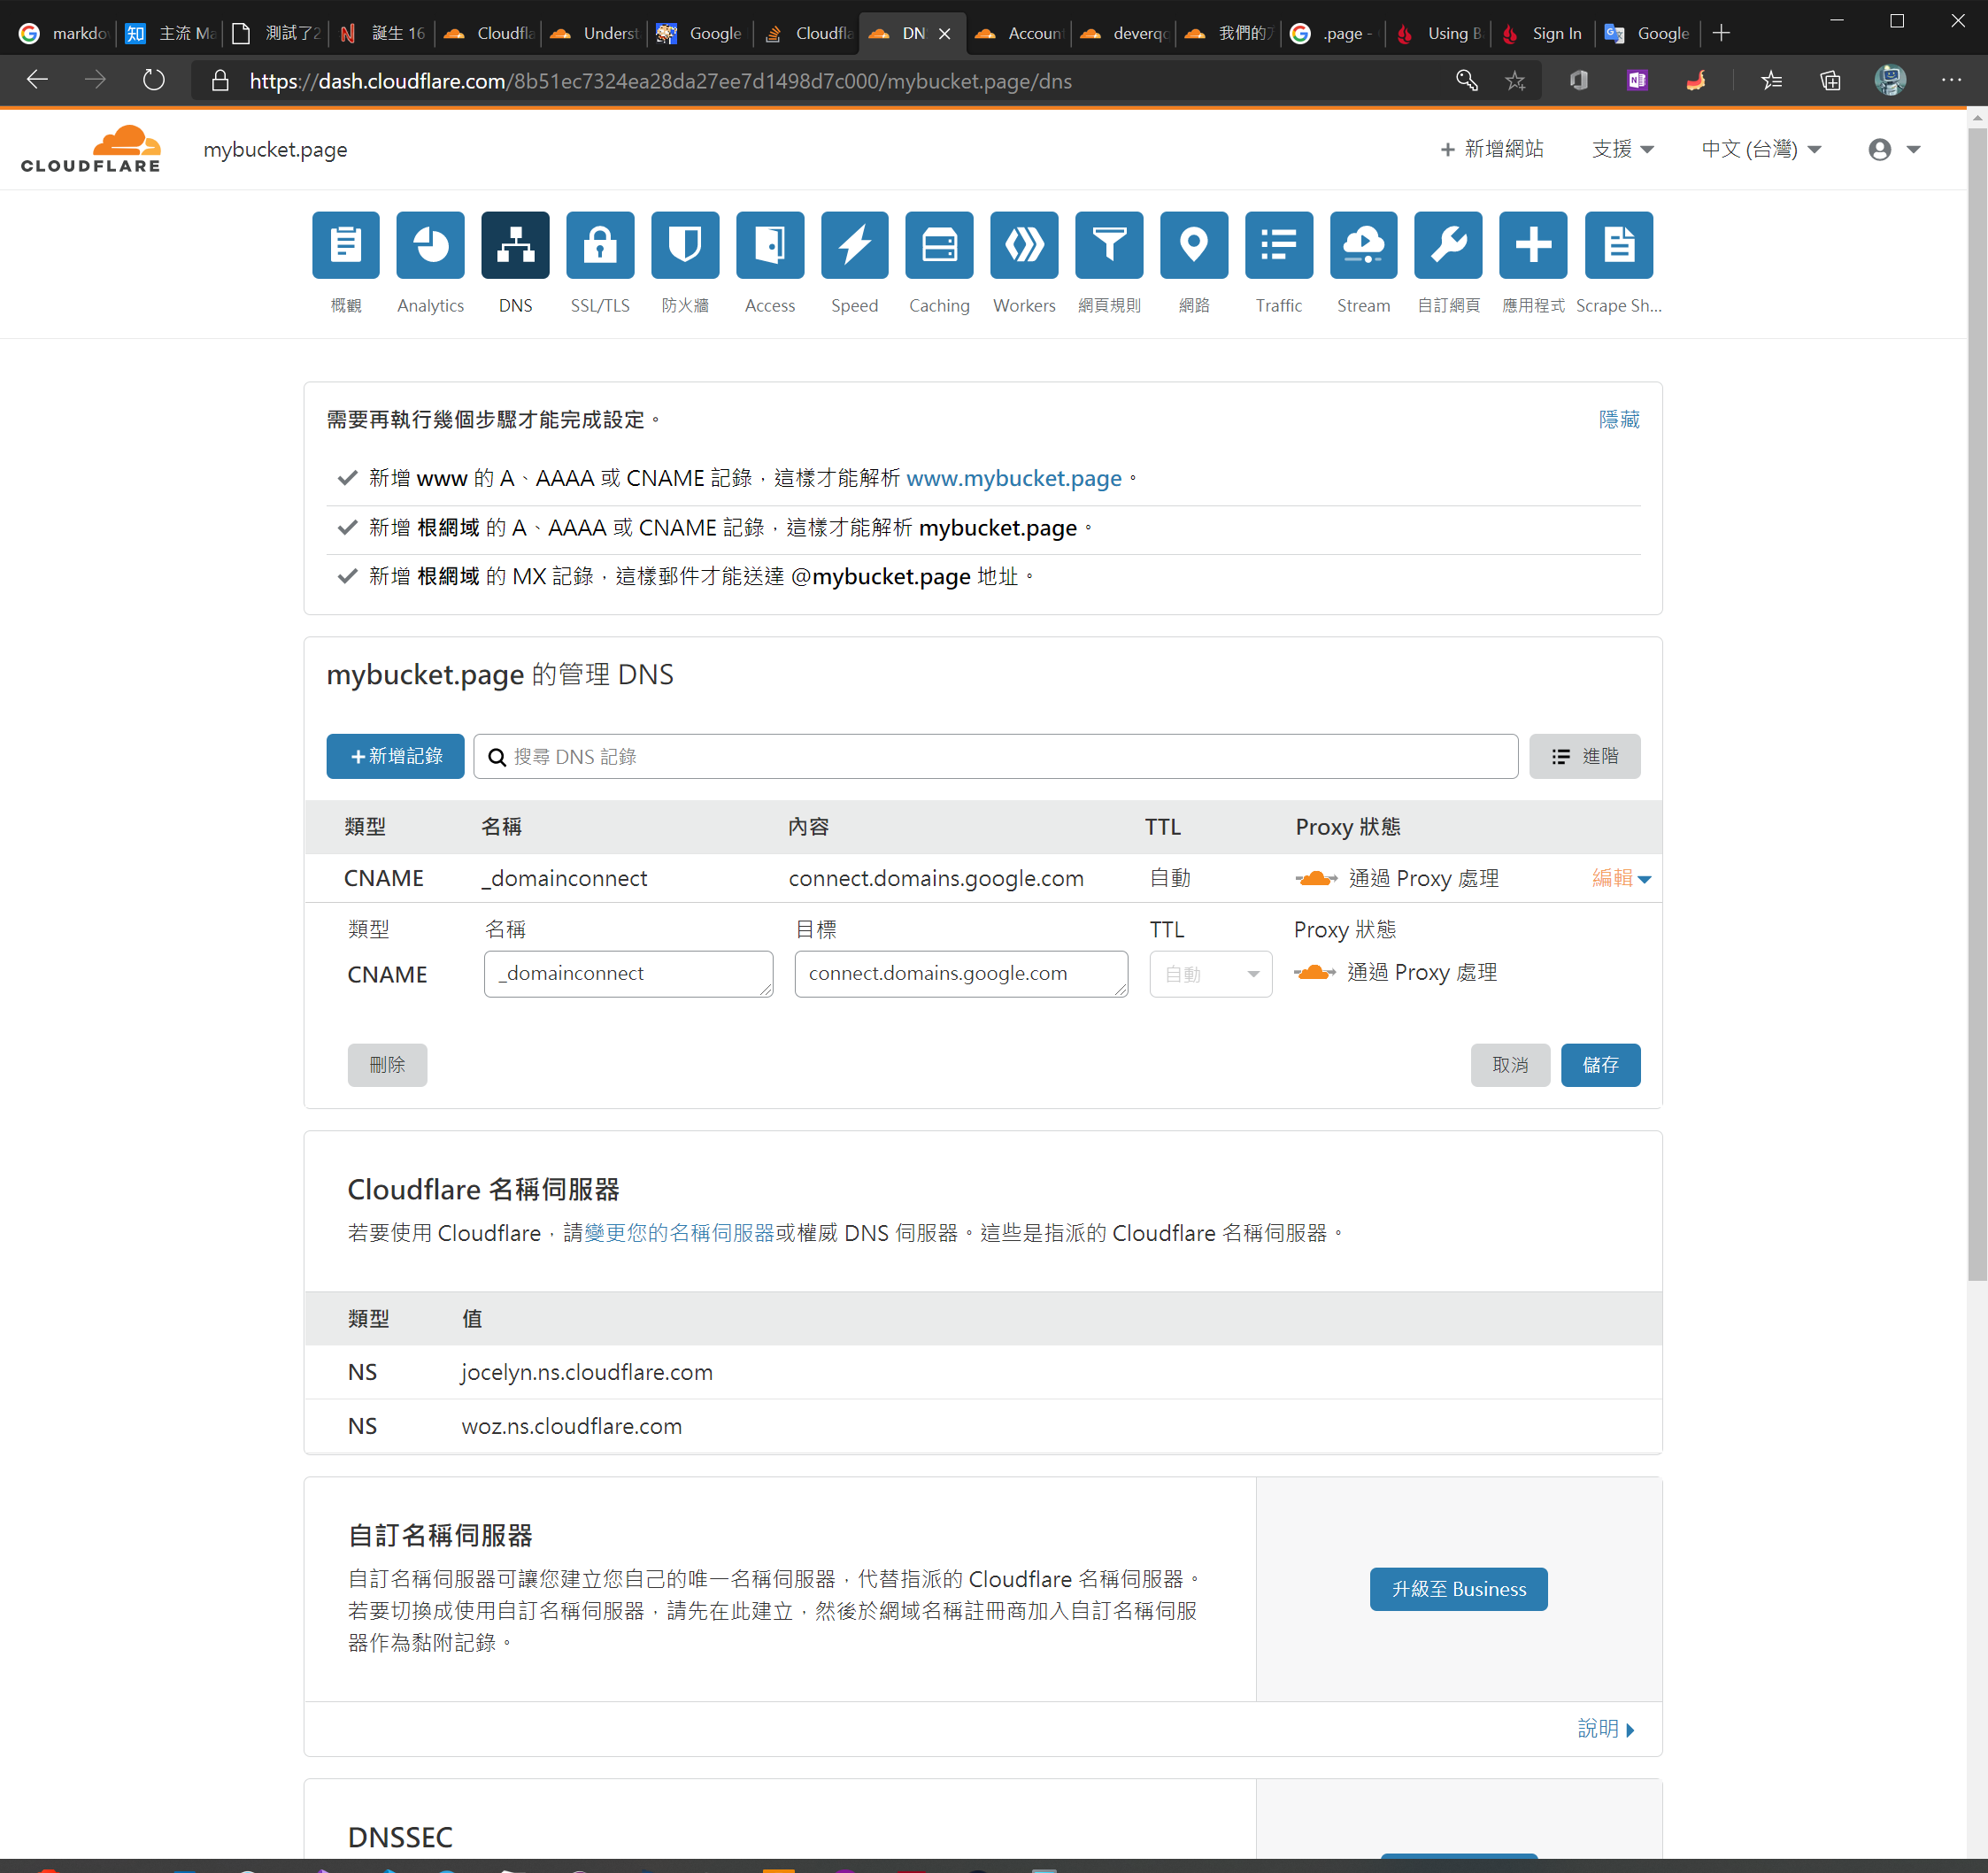 markdo
主流 Ma
測試了2
誕生 16
Cloudfla
Underst
Google
Cloudfla
DN
Account
deverqo
我們的
.page -
Using B
Sign In
Google
https://dash.cloudflare.com/8b51ec7324ea28da27ee7d1498d7c000/mybucket.page/dns
CLOUDFLARE
mybucket.page
+ 新增網站
支援
中文 (台灣)
概觀
Analytics
DNS
SSL/TLS
防火牆
Access
Speed
Caching
Workers
網頁規則
網路
Traffic
Stream
自訂網頁
應用程式
Scrape Sh...
需要再執行幾個步驟才能完成設定。
隱藏
新增 www 的 A、AAAA 或 CNAME 記錄，這樣才能解析 www.mybucket.page。
新增 根網域 的 A、AAAA 或 CNAME 記錄，這樣才能解析 mybucket.page。
新增 根網域 的 MX 記錄，這樣郵件才能送達 @mybucket.page 地址。
mybucket.page 的管理 DNS
+新增記錄
搜尋 DNS 記錄
進階
類型 名稱 內容 TTL Proxy 狀態
CNAME _domainconnect connect.domains.google.com 自動 通過 Proxy 處理 編輯
類型 名稱 目標 TTL Proxy 狀態
CNAME _domainconnect connect.domains.google.com 自動 通過 Proxy 處理
刪除
取消
儲存
Cloudflare 名稱伺服器
若要使用 Cloudflare，請變更您的名稱伺服器或權威 DNS 伺服器。這些是指派的 Cloudflare 名稱伺服器。
類型 值
NS jocelyn.ns.cloudflare.com
NS woz.ns.cloudflare.com
自訂名稱伺服器
自訂名稱伺服器可讓您建立您自己的唯一名稱伺服器，代替指派的 Cloudflare 名稱伺服器。
若要切換成使用自訂名稱伺服器，請先在此建立，然後於網域名稱註冊商加入自訂名稱伺服
器作為黏附記錄。
升級至 Business
說明
DNSSEC